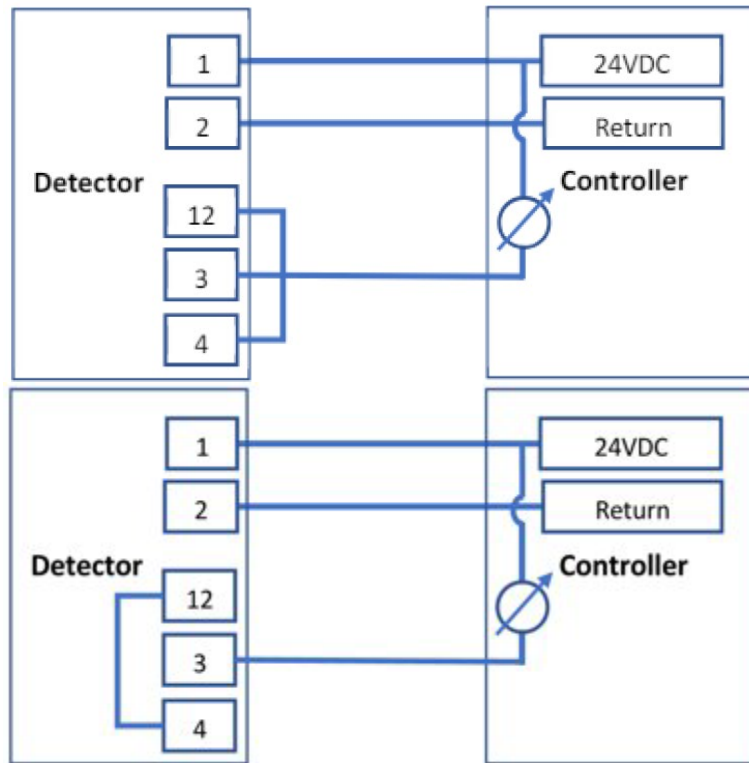 1
24VDC
2
Return
Detector
Controller
12
3
4
1
24VDC
2
Return
Detector
Controller
12
3
4